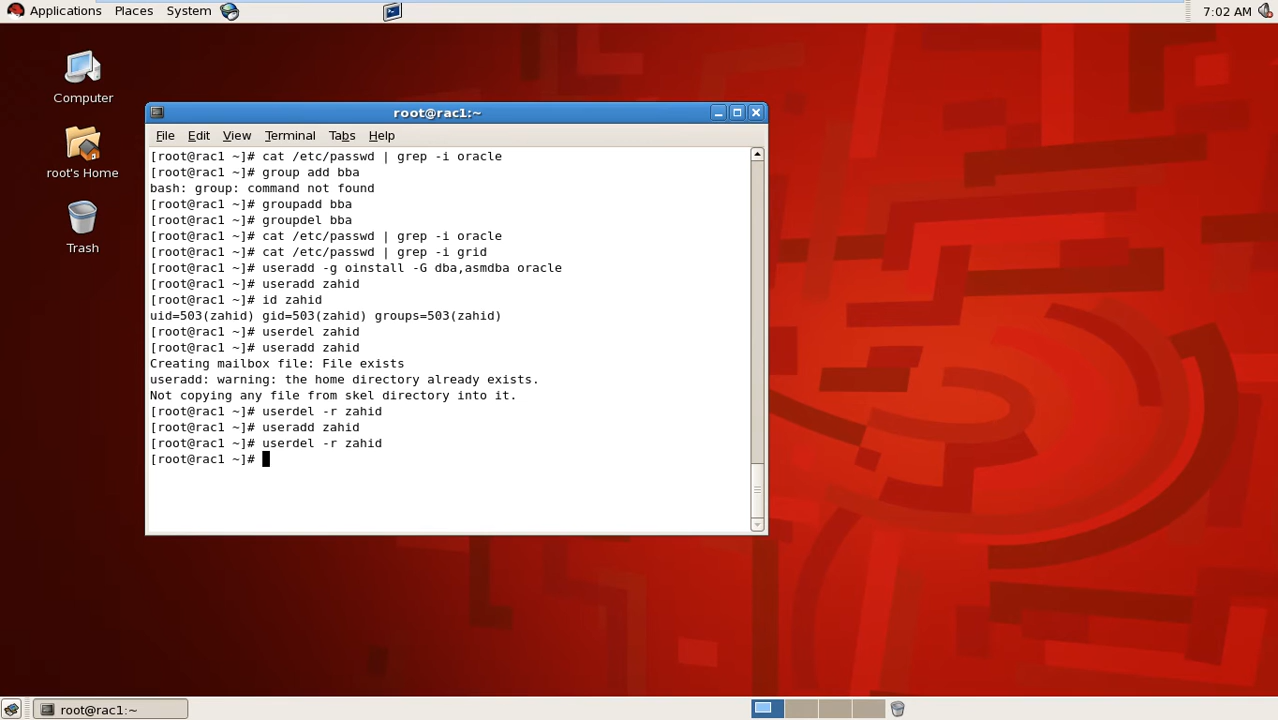 Applications Places System
7:02 AM
Computer
root's Home
Trash
root@rac1:~
File Edit View Terminal Tabs Help
[root@rac1 ~]# cat /etc/passwd | grep -i oracle
[root@rac1 ~]# group add bba
bash: group: command not found
[root@rac1 ~]# groupadd bba
[root@rac1 ~]# groupdel bba
[root@rac1 ~]# cat /etc/passwd | grep -i oracle
[root@rac1 ~]# cat /etc/passwd | grep -i grid
[root@rac1 ~]# useradd -g oinstall -G dba,asmdba oracle
[root@rac1 ~]# useradd zahid
[root@rac1 ~]# id zahid
uid=503(zahid) gid=503(zahid) groups=503(zahid)
[root@rac1 ~]# userdel zahid
[root@rac1 ~]# useradd zahid
Creating mailbox file: File exists
useradd: warning: the home directory already exists.
Not copying any file from skel directory into it.
[root@rac1 ~]# userdel -r zahid
[root@rac1 ~]# useradd zahid
[root@rac1 ~]# userdel -r zahid
[root@rac1 ~]#
root@rac1:~